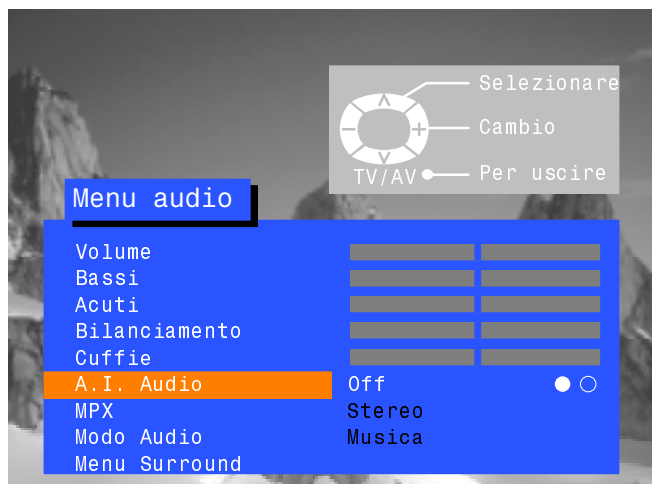 Selezionare
Cambio
TV/AV Per uscire
Menu audio
Volume
Bassi
Acuti
Bilanciamento
Cuffie
A.I. Audio Off
MPX Stereo
Modo Audio Musica
Menu Surround